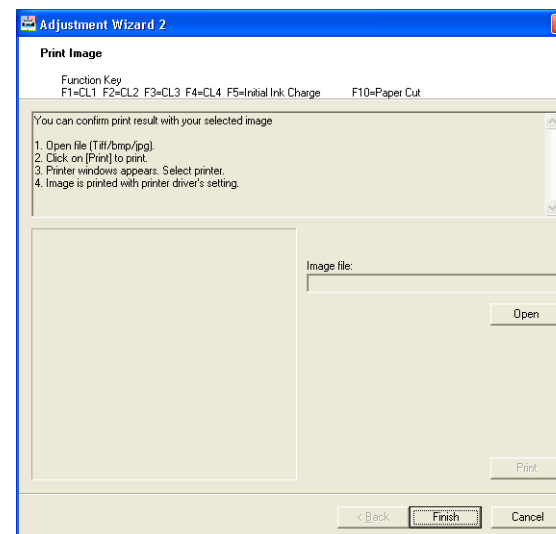 Adjustment Wizard 2
Print Image
Function Key
F1=CL1 F2=CL2 F3=CL3 F4=CL4 F5=Initial Ink Charge F10=Paper Cut
You can confirm print result with your selected image
1. Open file (Tiff/bmp/jpg).
2. Click on [Print] to print.
3. Printer windows appears. Select printer.
4. Image is printed with printer driver's setting.
Image file:
Open
Print
< Back Finish Cancel